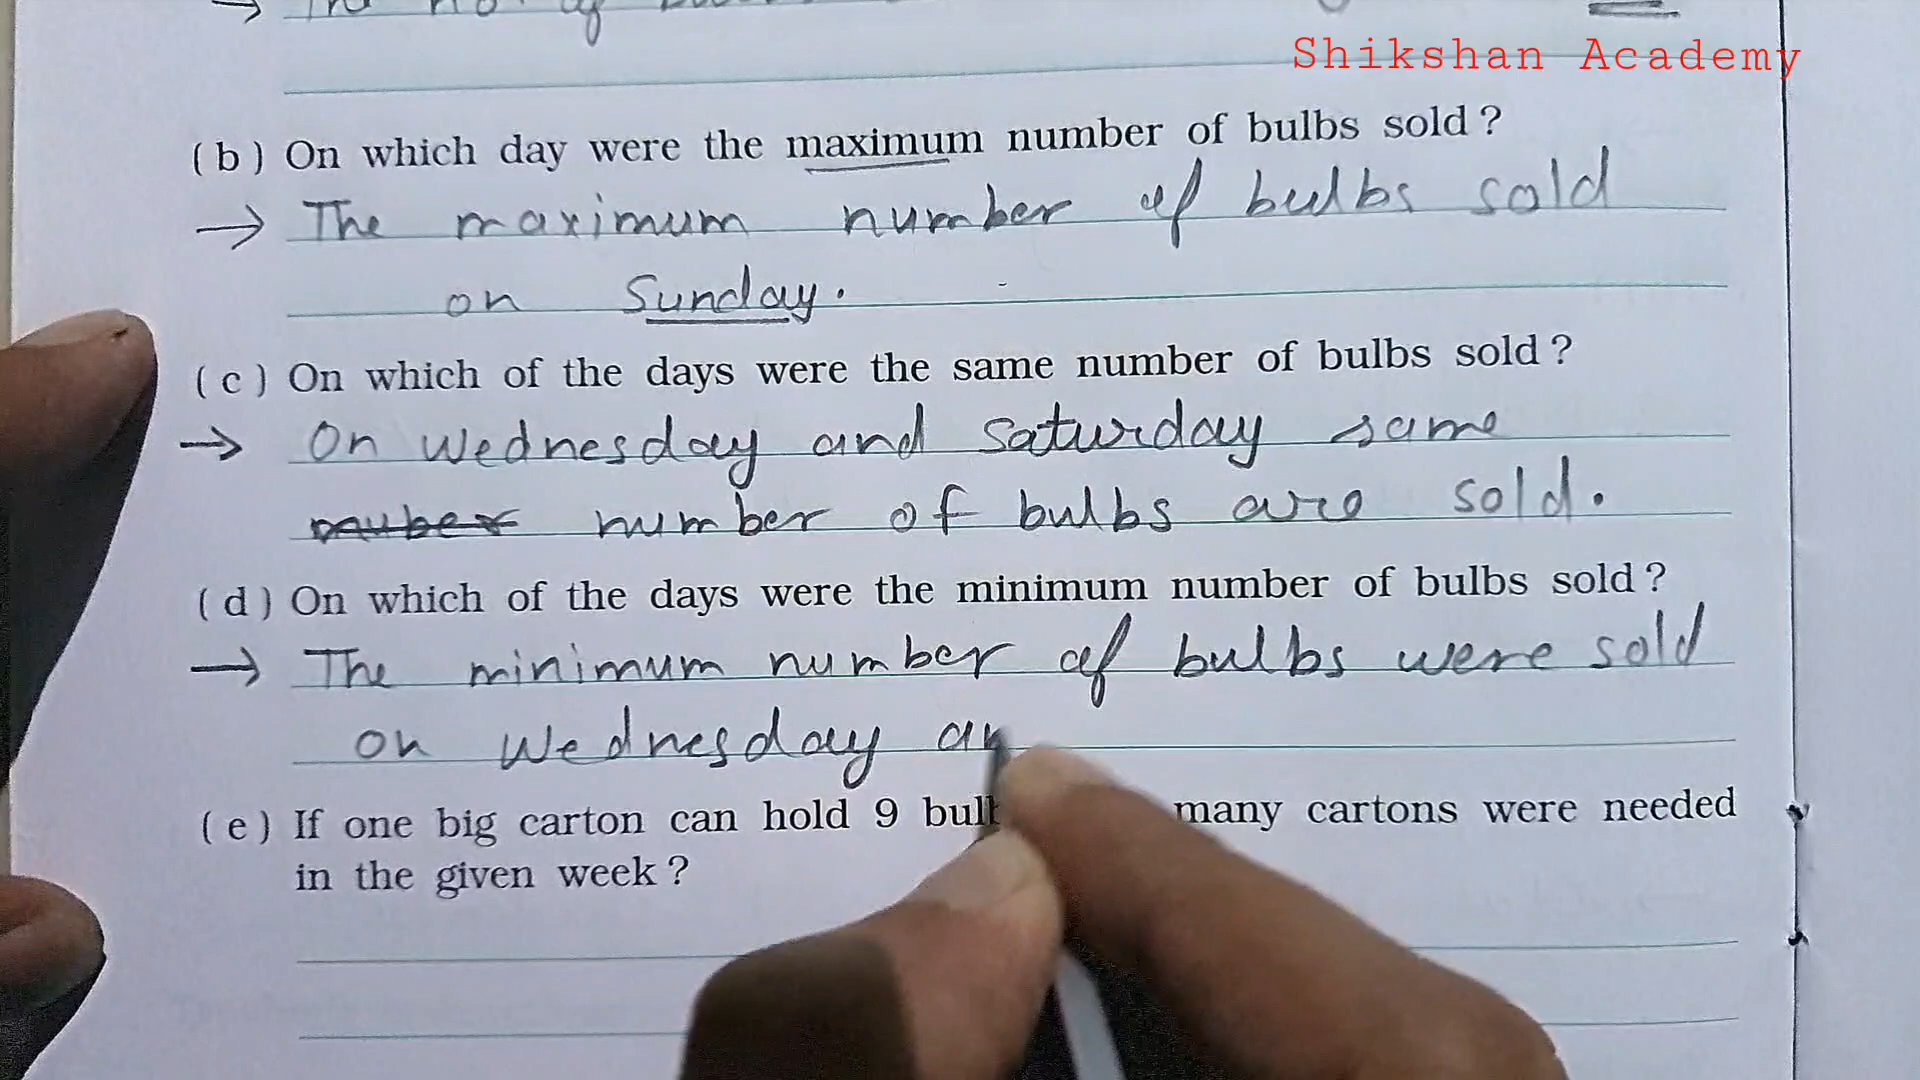 → The no. of
Shikshan Academy
(b) On which day were the maximum number of bulbs sold?
→ The maximum number of bulbs sold
on Sunday.
(c) On which of the days were the same number of bulbs sold?
→ On Wednesday and Saturday same
number of bulbs are sold.
(d) On which of the days were the minimum number of bulbs sold?
→ The minimum number of bulbs were sold
on Wednesday an
(e) If one big carton can hold 9 many cartons were needed
in the given week?